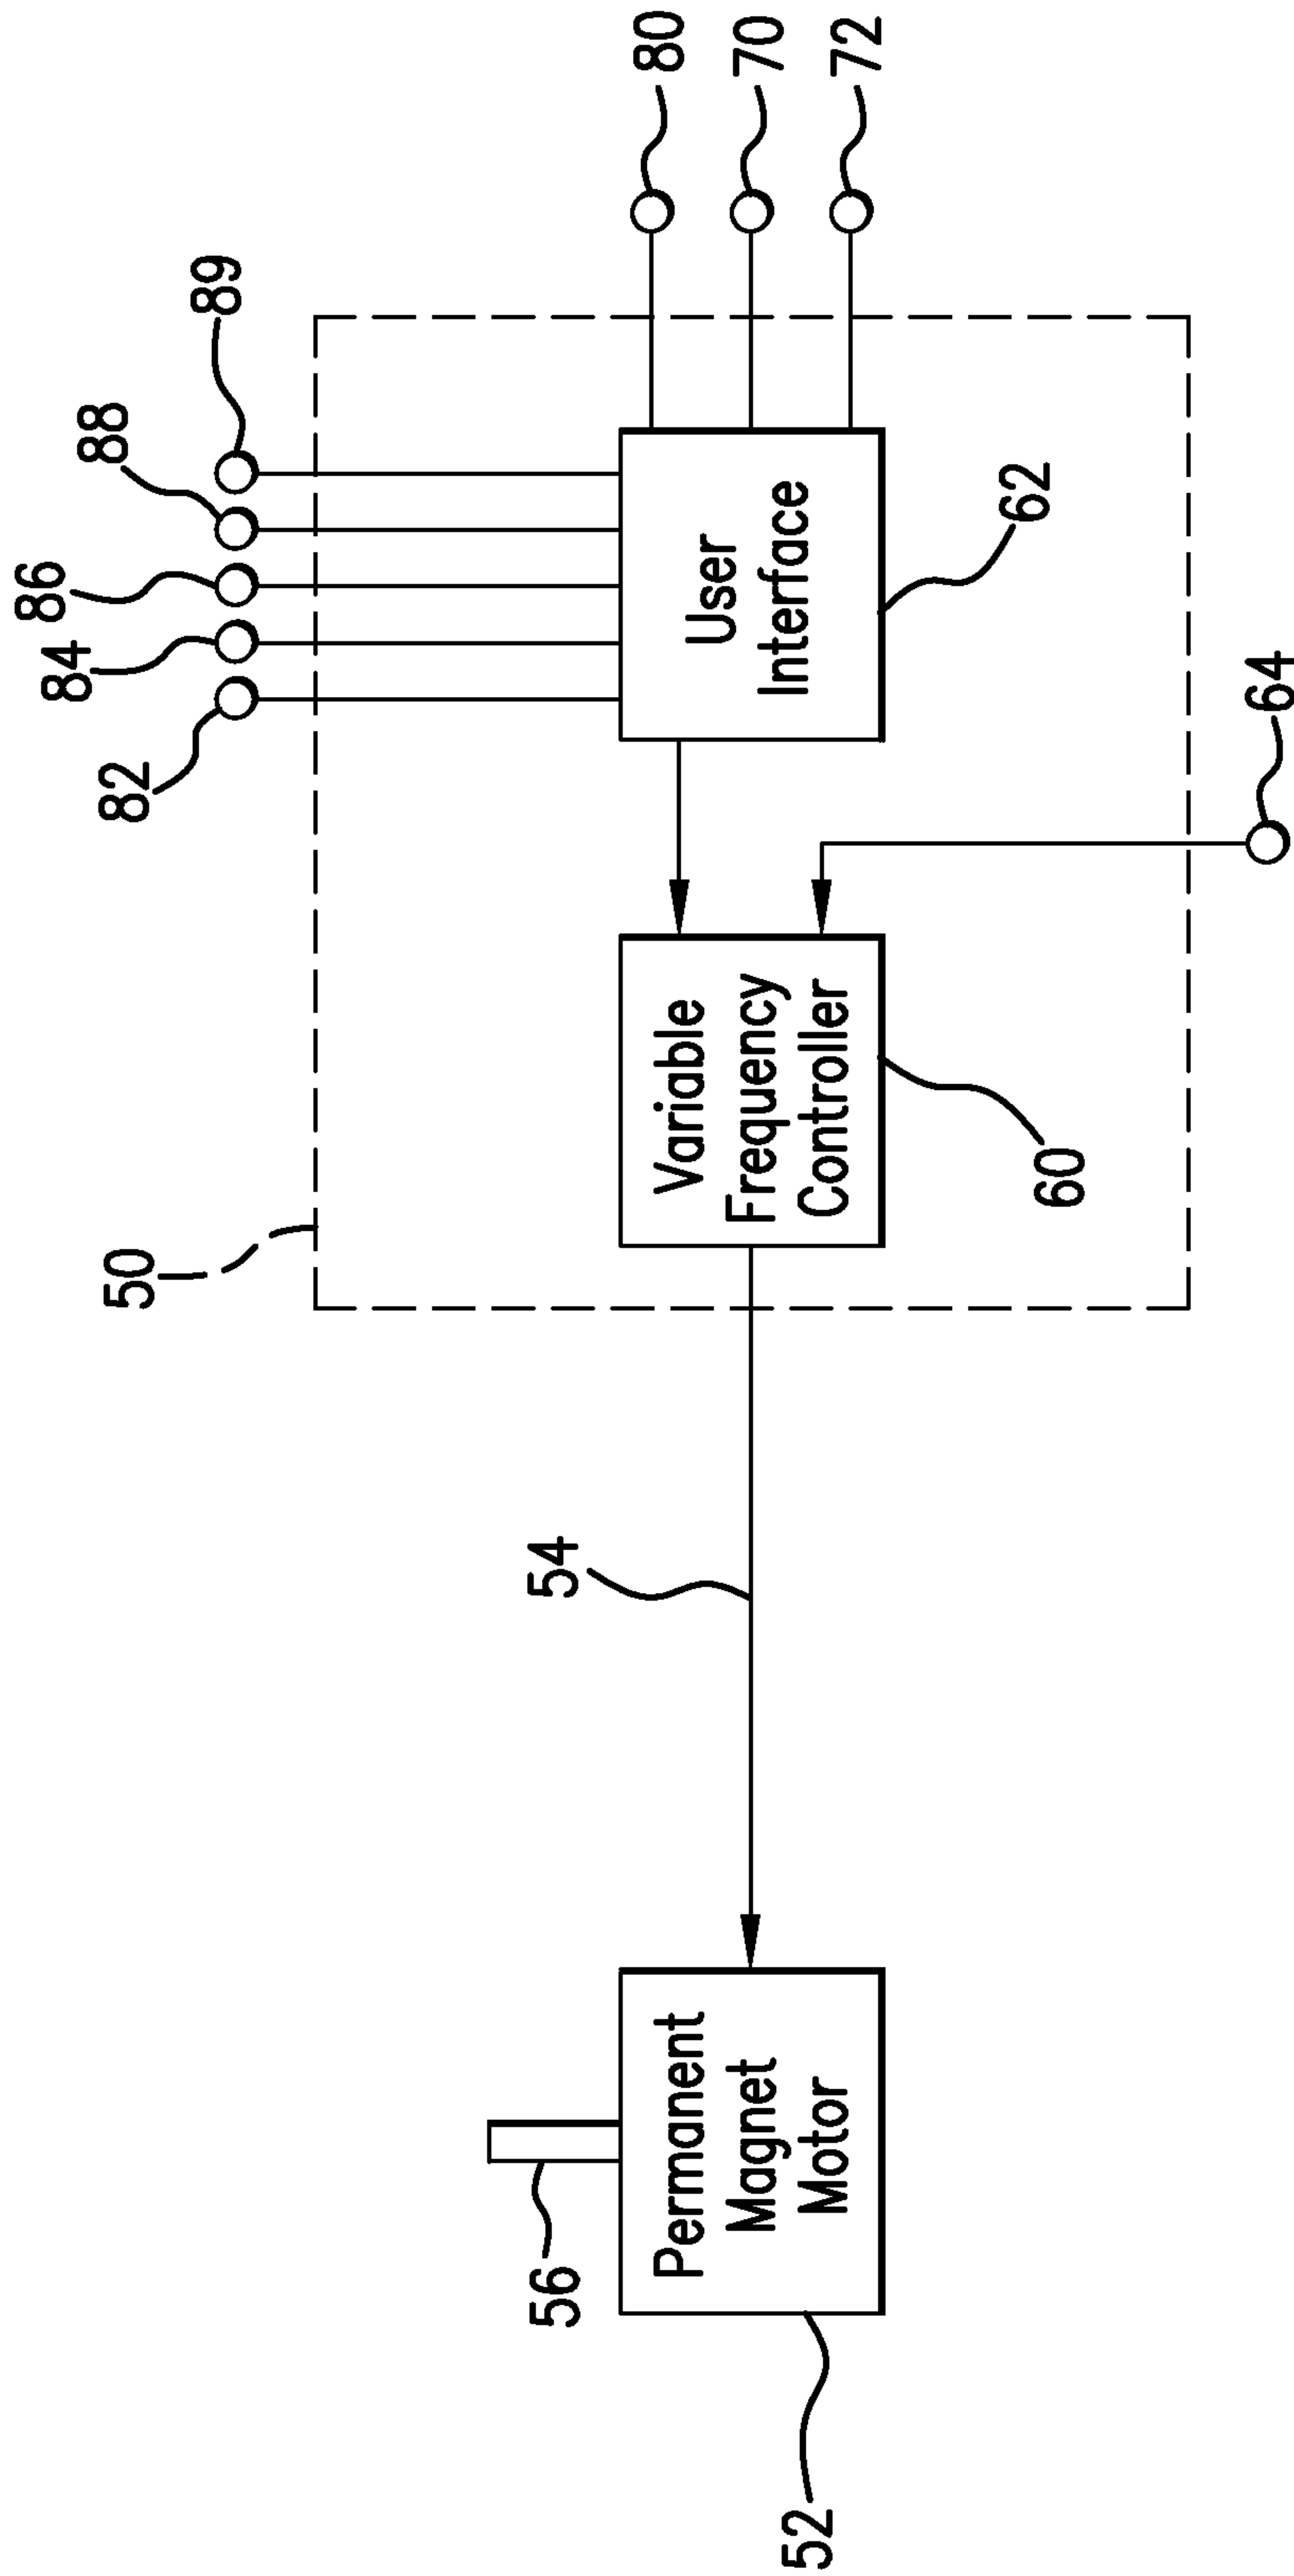 50
82
84
86
88
89
56
54
Permanent
Magnet
Motor
Variable
Frequency
Controller
User
Interface
80
70
72
52
60
62
64